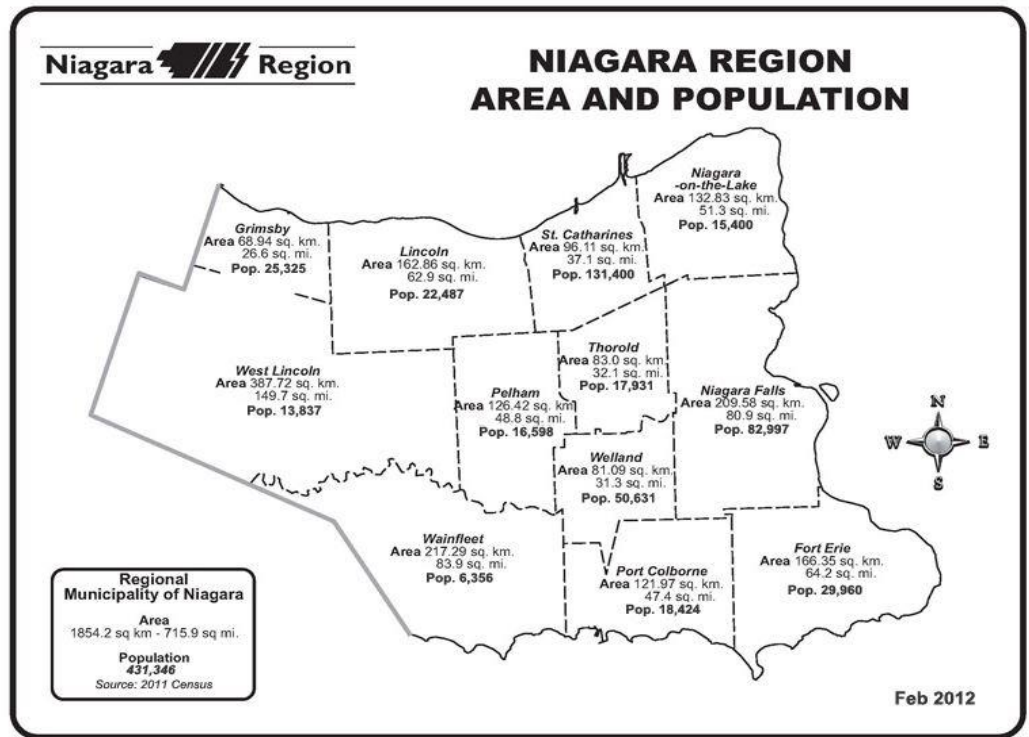 Niagara Region
NIAGARA REGION
AREA AND POPULATION
Niagara
-on-the-Lake
Area 132.83 sq. km.
51.3 sq. mi.
Pop. 15,400
Grimsby
Area 68.94 sq. km.
26.6 sq. mi.
Pop. 25,325
Lincoln
Area 162.86 sq. km.
62.9 sq. mi.
Pop. 22,487
St. Catharines
Area 96.11 sq. km.
37.1 sq. mi.
Pop. 131,400
West Lincoln
Area 387.72 sq. km.
149.7 sq. mi.
Pop. 13,837
Pelham
Area 126.42 sq. km
48.8 sq. mi.
Pop. 16,598
Thorold
Area 83.0 sq. km.
32.1 sq. mi.
Pop. 17,931
Niagara Falls
Area 209.58 sq. km.
80.9 sq. mi.
Pop. 82,997
Welland
Area 81.09 sq. km.
31.3 sq. mi.
Pop. 50,631
N
W E
S
Wainfleet
Area 217.29 sq. km.
83.9 sq. mi.
Pop. 6,356
Port Colborne
Area 121.97 sq. km.
47.4 sq. mi.
Pop. 18,424
Fort Erie
Area 166.35 sq. km.
64.2 sq. mi.
Pop. 29,960
Regional
Municipality of Niagara
Area
1854.2 sq km - 715.9 sq mi.
Population
431,346
Source: 2011 Census
Feb 2012